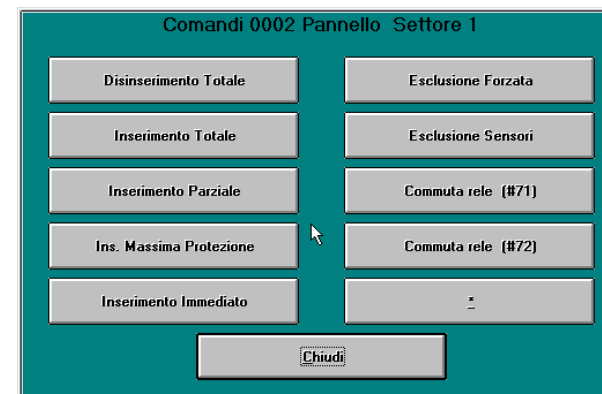 Comandi 0002 Pannello Settore 1
Disinserimento Totale
Esclusione Forzata
Inserimento Totale
Esclusione Sensori
Inserimento Parziale
Commuta rele (#71)
Ins. Massima Protezione
Commuta rele (#72)
Inserimento Immediato
*
Chiudi